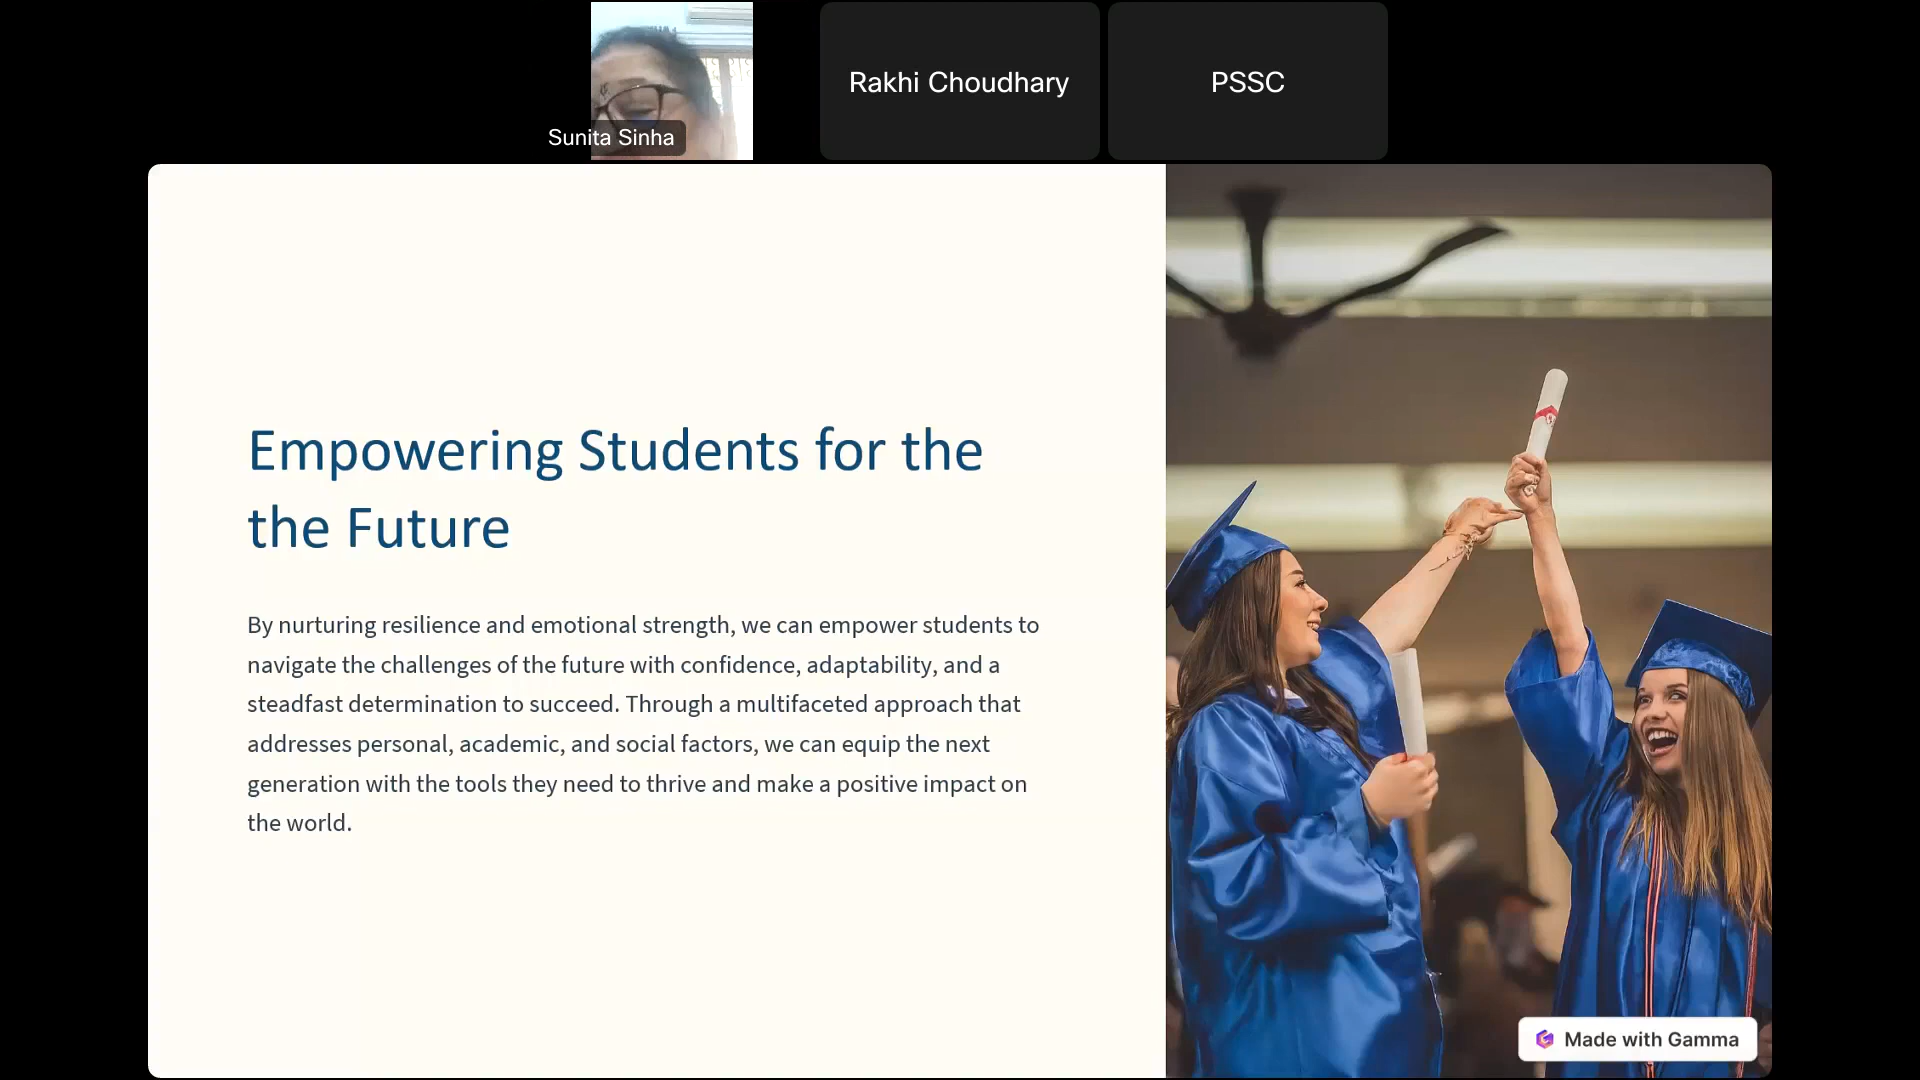 Sunita Sinha
Rakhi Choudhary
PSSC
Empowering Students for the
the Future
By nurturing resilience and emotional strength, we can empower students to
navigate the challenges of the future with confidence, adaptability, and a
steadfast determination to succeed. Through a multifaceted approach that
addresses personal, academic, and social factors, we can equip the next
generation with the tools they need to thrive and make a positive impact on
the world.
Made with Gamma